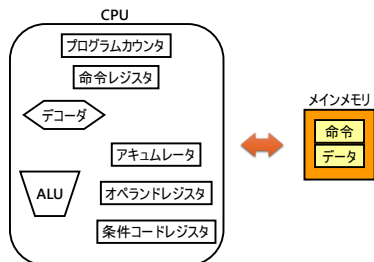 CPU
プログラムカウンタ
命令レジスタ
デコーダ
アキュムレータ
ALU
オペランドレジスタ
条件コードレジスタ
メインメモリ
命令
データ